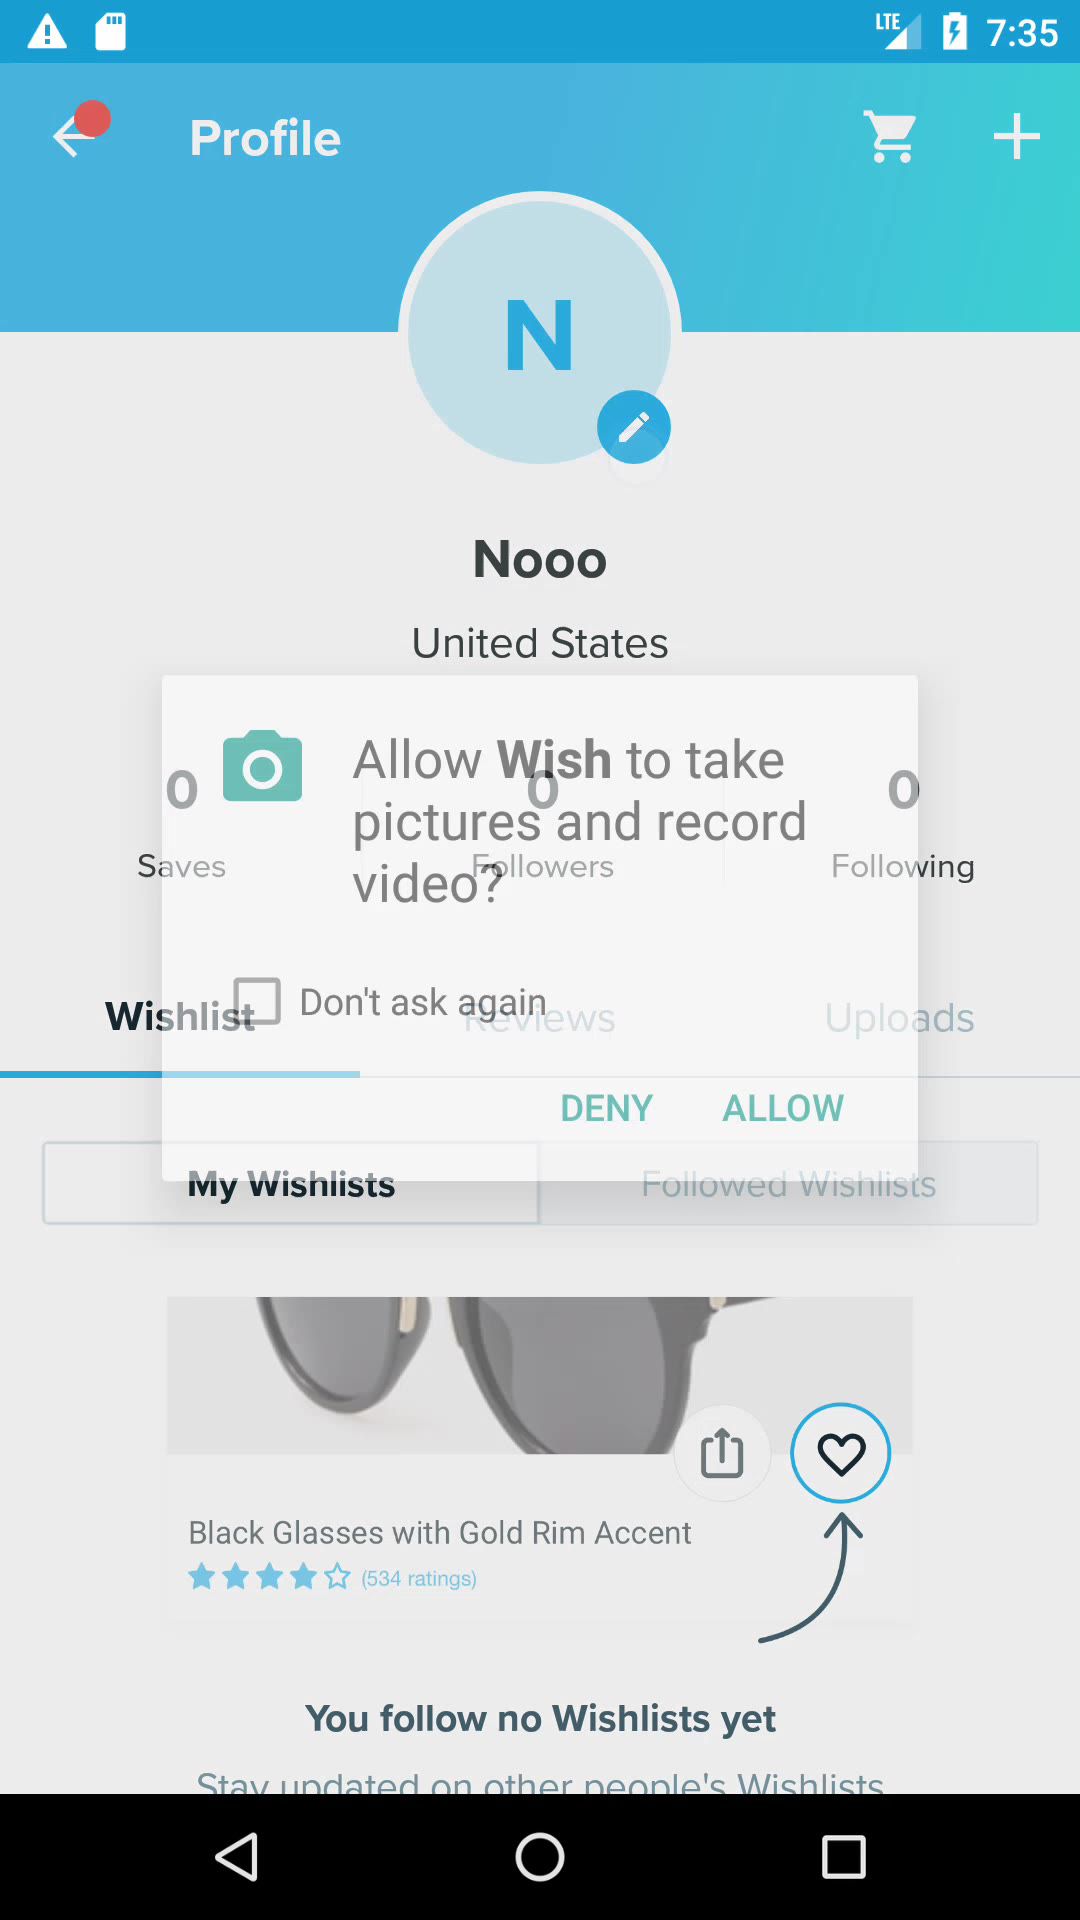 LTE 7:35
Profile
N
Nooo
United States
Allow Wish to take
pictures and record
video?
0 0 0
Saves Followers Following
Don't ask again
Wishlist Reviews Uploads
DENY ALLOW
My Wishlists Followed Wishlists
Black Glasses with Gold Rim Accent
(534 ratings)
You follow no Wishlists yet
Stay updated on other people's Wishlists